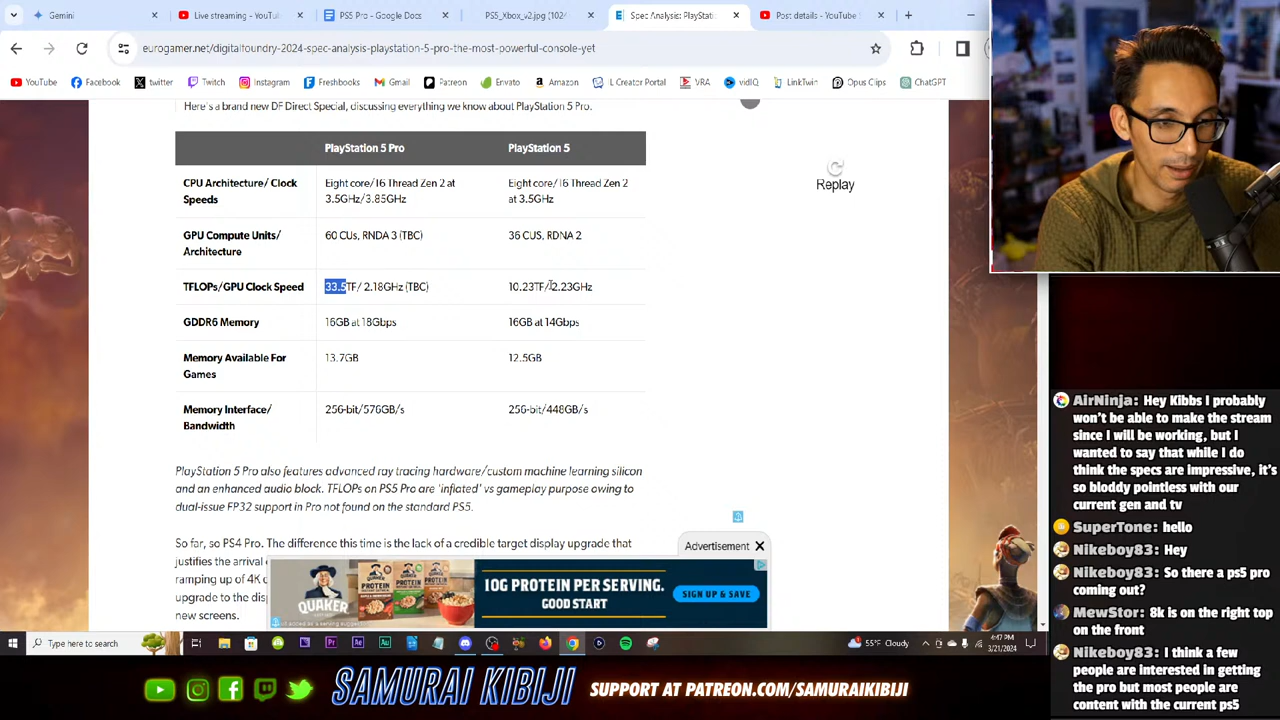 Gemini
Live streaming - YouTu
PS5 Pro - Google Docs
PS5_Xbox_v2.jpg (102
Spec Analysis: PlayStatic
Post details - YouTube S
eurogamer.net/digitalfoundry-2024-spec-analysis-playstation-5-pro-the-most-powerful-console-yet
YouTube
Facebook
twitter
Twitch
Instagram
Freshbooks
Gmail
Patreon
Envato
Amazon
L Creator Portal
VRA
vidIQ
LinkTwin
Opus Clips
ChatGPT
Here's a brand new DF Direct Special, discussing everything we know about PlayStation 5 Pro.
PlayStation 5 Pro PlayStation 5
CPU Architecture/ Clock Speeds
Eight core/16 Thread Zen 2 at
3.5GHz/3.85GHz
Eight core/16 Thread Zen 2
at 3.5GHz
GPU Compute Units/
Architecture
60 CUs, RNDA 3 (TBC)
36 CUS, RDNA 2
TFLOPs/GPU Clock Speed
33.5TF/2.18GHz (TBC)
10.23TF/2.23GHz
GDDR6 Memory
16GB at 18Gbps
16GB at 14Gbps
Memory Available For
Games
13.7GB
12.5GB
Memory Interface/
Bandwidth
256-bit/576GB/s
256-bit/448GB/s
PlayStation 5 Pro also features advanced ray tracing hardware/custom machine learning silicon
and an enhanced audio block. TFLOPs on PS5 Pro are 'inflated' vs gameplay purpose owing to
dual-issue FP32 support in Pro not found on the standard PS5.
So far, so PS4 Pro. The difference there is the lack of a credible target display upgrade that
justifies the arrival
ramping up of 4K
upgrade to the disp
new screens.
Replay
Advertisement
QUAKER
10G PROTEIN PER SERVING.
GOOD START
SIGN UP & SAVE
Type here to search
55°F Cloudy
4:47 PM
3/21/2024
AirNinja: Hey Kibbs I probably
won't be able to make the stream
since I will be working, but I
wanted to say that while I do
think the specs are impressive, it's
so bloddy pointless with our
current gen and tv
SuperTone: hello
Nikeboy83: Hey
Nikeboy83: So there a ps5 pro
coming out?
MewStor: 8k is on the right top
on the front
Nikeboy83: I think a few
people are interested in getting
the pro but most people are
content with the current ps5
SAMURAI KIBIJI
SUPPORT AT PATREON.COM/SAMURAIKIBIJI